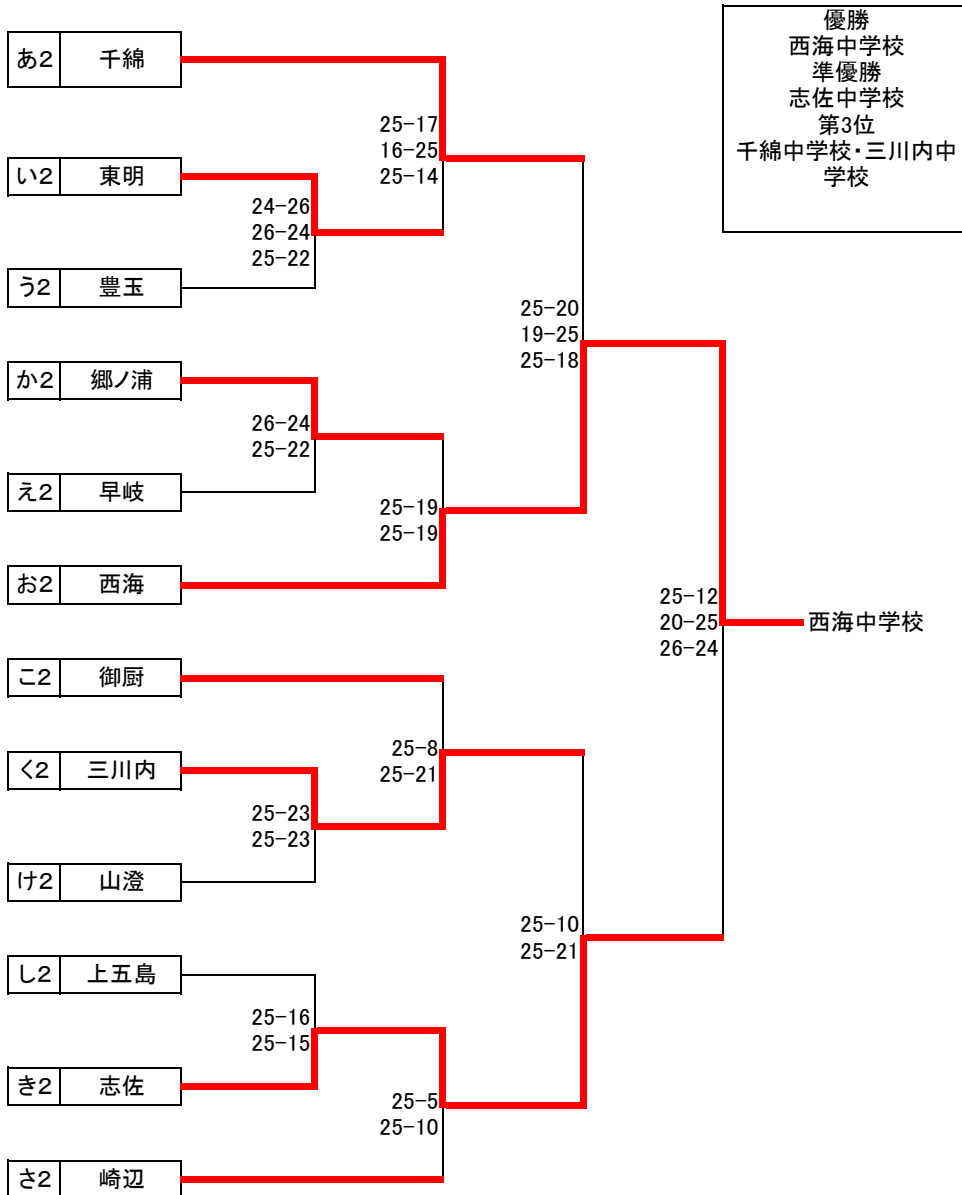 優勝
西海中学校
準優勝
志佐中学校
第3位
千綿中学校・三川内中
学校
あ2 千綿
25-17
16-25
25-14
い2 東明
24-26
26-24
25-22
う2 豊玉
25-20
19-25
25-18
か2 郷ノ浦
26-24
25-22
え2 早岐
25-19
25-19
お2 西海
25-12
20-25
26-24
西海中学校
こ2 御厨
25-8
25-21
く2 三川内
25-23
25-23
け2 山澄
25-10
25-21
し2 上五島
25-16
25-15
き2 志佐
25-5
25-10
さ2 崎辺